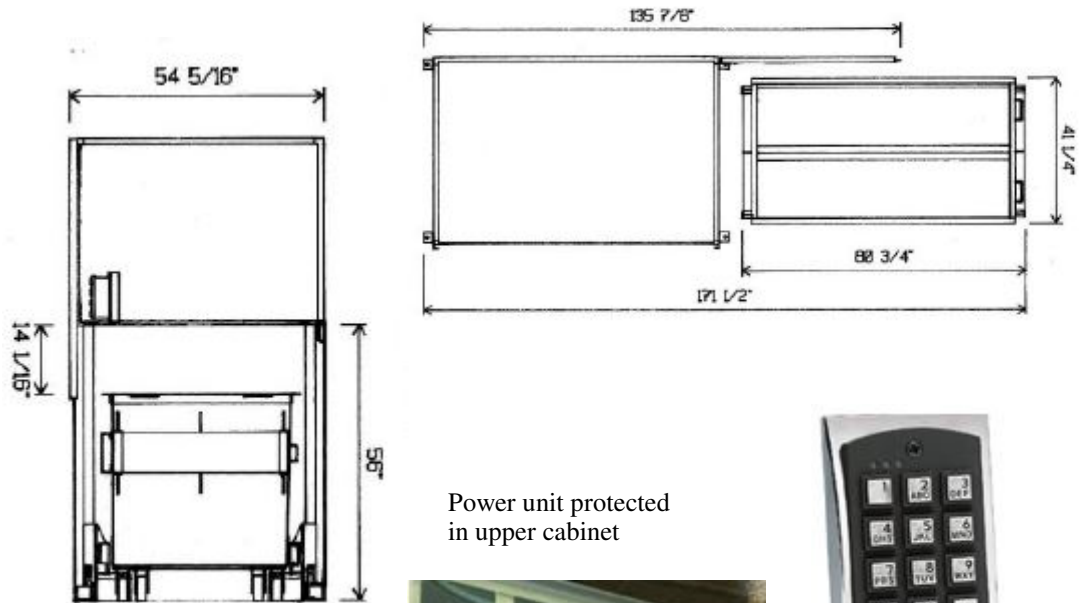 135 7/8"
54 5/16"
41 1/4"
80 3/4"
171 1/2"
14 1/16"
56"
Power unit protected
in upper cabinet
1
2
ABC
3
DEF
4
GHI
5
JKL
6
MNO
7
PRS
8
TUV
9
WXY